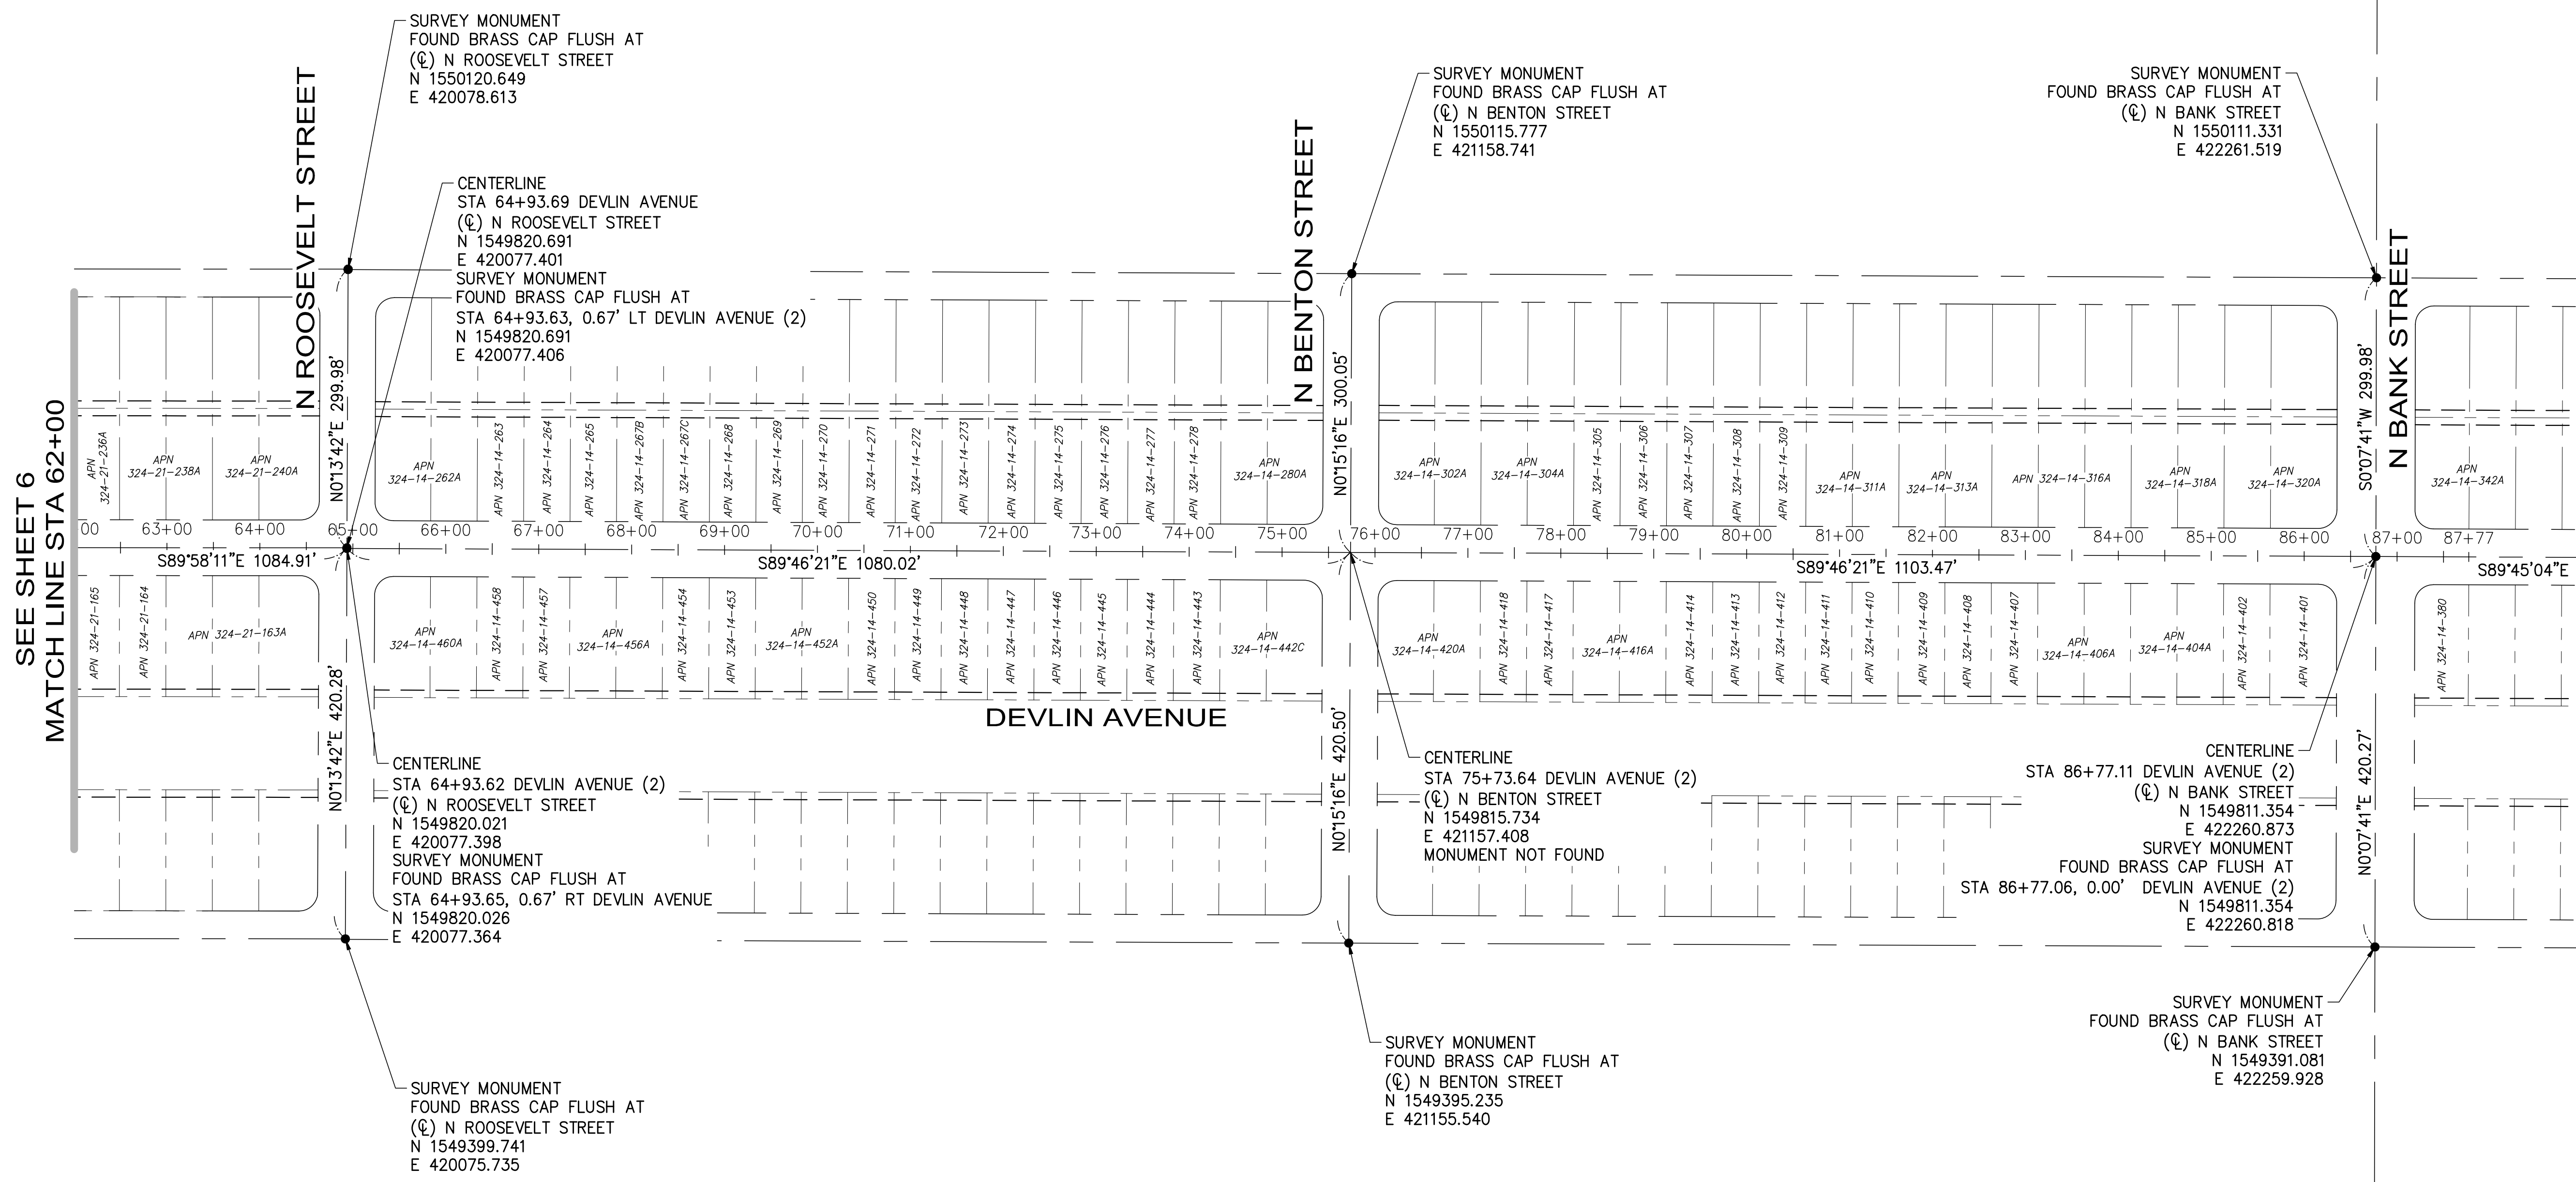 SURVEY MONUMENT
FOUND BRASS CAP FLUSH AT
(℄) N ROOSEVELT STREET
N 1550120.649
E 420078.613
SURVEY MONUMENT
FOUND BRASS CAP FLUSH AT
(℄) N BENTON STREET
N 1550115.777
E 421158.741
SURVEY MONUMENT
FOUND BRASS CAP FLUSH AT
(℄) N BANK STREET
N 1550111.331
E 422261.519
N ROOSEVELT STREET
CENTERLINE
STA 64+93.69 DEVLIN AVENUE
(℄) N ROOSEVELT STREET
N 1549820.691
E 420077.401
SURVEY MONUMENT
FOUND BRASS CAP FLUSH AT
STA 64+93.63, 0.67' LT DEVLIN AVENUE (2)
N 1549820.691
E 420077.406
N BENTON STREET
N BANK STREET
N0°13'42"E 299.98'
N0°15'16"E 300.05'
S0°07'41"W 299.98'
SEE SHEET 6
MATCH LINE STA 62+00
APN
324-21-236A
APN
324-21-238A
APN
324-21-240A
APN
324-14-262A
APN 324-14-263
APN 324-14-264
APN 324-14-265
APN 324-14-267B
APN 324-14-267C
APN 324-14-268
APN 324-14-269
APN 324-14-270
APN 324-14-271
APN 324-14-272
APN 324-14-273
APN 324-14-274
APN 324-14-275
APN 324-14-276
APN 324-14-277
APN 324-14-278
APN
324-14-280A
APN
324-14-302A
APN
324-14-304A
APN 324-14-305
APN 324-14-306
APN 324-14-307
APN 324-14-308
APN 324-14-309
APN
324-14-311A
APN
324-14-313A
APN 324-14-316A
APN
324-14-318A
APN
324-14-320A
APN
324-14-342A
00 63+00 64+00 65+00 66+00 67+00 68+00 69+00 70+00 71+00 72+00 73+00 74+00 75+00 76+00 77+00 78+00 79+00 80+00 81+00 82+00 83+00 84+00 85+00 86+00 87+00 87+77
S89°58'11"E 1084.91'
S89°46'21"E 1080.02'
S89°46'21"E 1103.47'
S89°45'04"E
APN 324-21-165
APN 324-21-164
APN 324-21-163A
APN
324-14-460A
APN 324-14-458
APN 324-14-457
APN
324-14-456A
APN 324-14-454
APN 324-14-453
APN
324-14-452A
APN 324-14-450
APN 324-14-449
APN 324-14-448
APN 324-14-447
APN 324-14-446
APN 324-14-445
APN 324-14-444
APN 324-14-443
APN
324-14-442C
APN
324-14-420A
APN 324-14-418
APN 324-14-417
APN
324-14-416A
APN 324-14-414
APN 324-14-413
APN 324-14-412
APN 324-14-411
APN 324-14-410
APN 324-14-409
APN 324-14-408
APN 324-14-407
APN
324-14-406A
APN
324-14-404A
APN 324-14-402
APN 324-14-401
APN 324-14-380
N0°13'42"E 420.28'
DEVLIN AVENUE
N0°15'16"E 420.50'
N0°07'41"E 420.27'
CENTERLINE
STA 64+93.62 DEVLIN AVENUE (2)
(℄) N ROOSEVELT STREET
N 1549820.021
E 420077.398
SURVEY MONUMENT
FOUND BRASS CAP FLUSH AT
STA 64+93.65, 0.67' RT DEVLIN AVENUE
N 1549820.026
E 420077.364
CENTERLINE
STA 75+73.64 DEVLIN AVENUE (2)
(℄) N BENTON STREET
N 1549815.734
E 421157.408
MONUMENT NOT FOUND
CENTERLINE
STA 86+77.11 DEVLIN AVENUE (2)
(℄) N BANK STREET
N 1549811.354
E 422260.873
SURVEY MONUMENT
FOUND BRASS CAP FLUSH AT
STA 86+77.06, 0.00' DEVLIN AVENUE (2)
N 1549811.354
E 422260.818
SURVEY MONUMENT
FOUND BRASS CAP FLUSH AT
(℄) N BANK STREET
N 1549391.081
E 422259.928
SURVEY MONUMENT
FOUND BRASS CAP FLUSH AT
(℄) N BENTON STREET
N 1549395.235
E 421155.540
SURVEY MONUMENT
FOUND BRASS CAP FLUSH AT
(℄) N ROOSEVELT STREET
N 1549399.741
E 420075.735